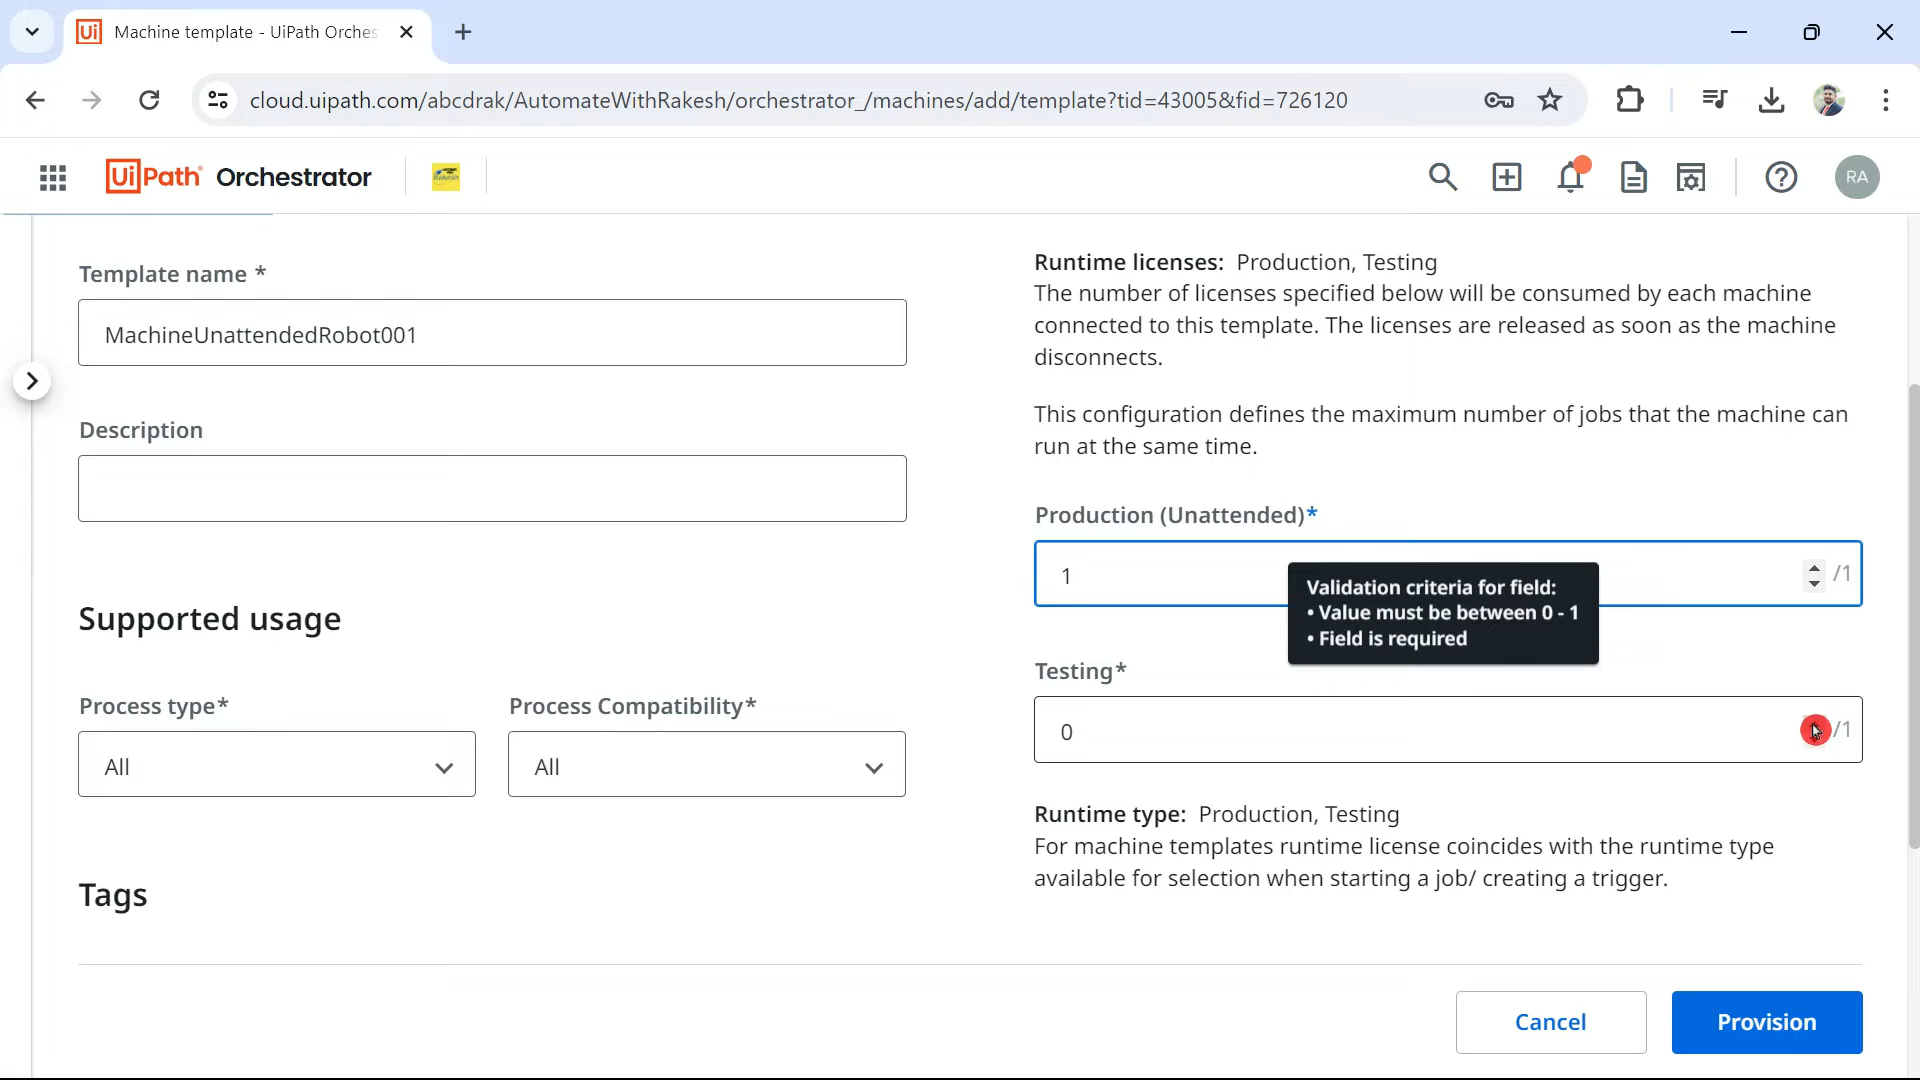 Ui Machine template - UiPath Orches
cloud.uipath.com/abcdrak/AutomateWithRakesh/orchestrator_/machines/add/template?tid=43005&fid=726120
UiPath Orchestrator
RA
Template name *
MachineUnattendedRobot001
Description
Supported usage
Process type*
Process Compatibility*
All
All
Tags
Runtime licenses: Production, Testing
The number of licenses specified below will be consumed by each machine
connected to this template. The licenses are released as soon as the machine
disconnects.
This configuration defines the maximum number of jobs that the machine can
run at the same time.
Production (Unattended)*
1
/1
Validation criteria for field:
• Value must be between 0 - 1
• Field is required
Testing*
0
/1
Runtime type: Production, Testing
For machine templates runtime license coincides with the runtime type
available for selection when starting a job/ creating a trigger.
Cancel
Provision